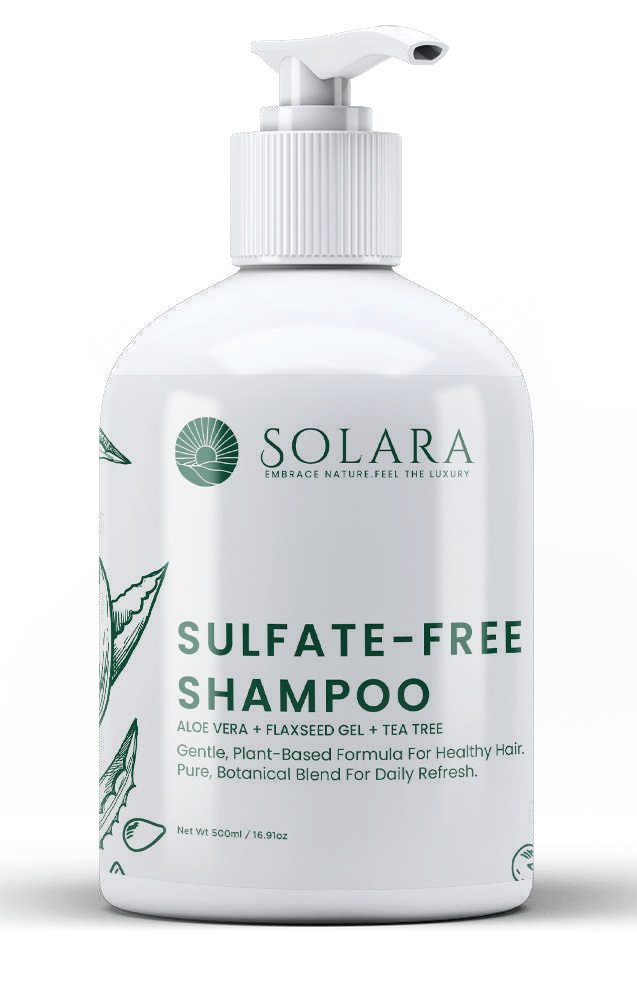 SOLARA
EMBRACE NATURE.FEEL THE LUXURY
SULFATE-FREE
SHAMPOO
ALOE VERA + FLAXSEED GEL + TEA TREE
Gentle, Plant-Based Formula For Healthy Hair.
Pure, Botanical Blend For Daily Refresh.
Net Wt 500ml / 16.91oz